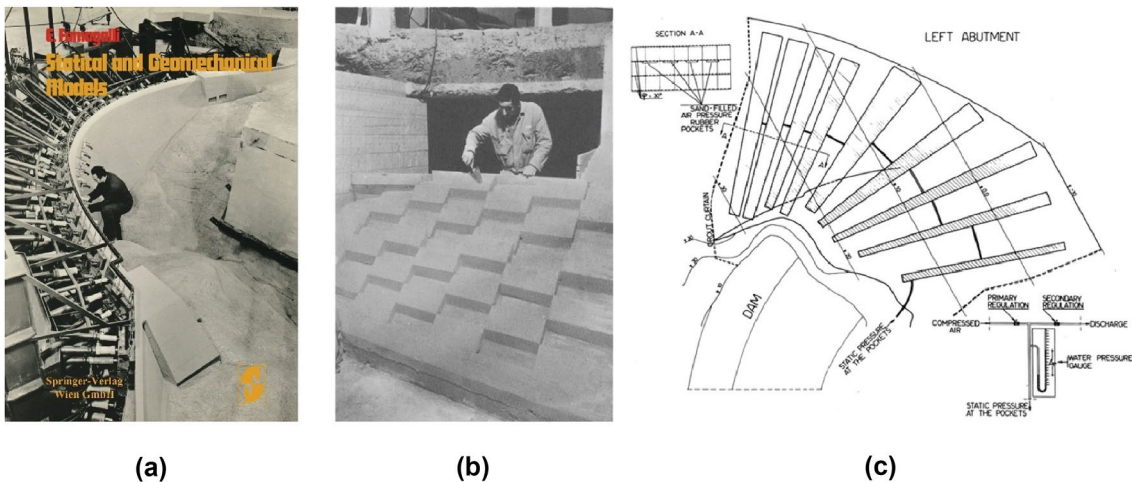 E. Fumagalli
Statical and Geomechanical
Models
Springer-Verlag
Wien GmbH
(a)
(b)
SECTION A-A
SAND-FILLED
AIR PRESSURE
RUBBER
POCKETS
LEFT ABUTMENT
GROUT CURTAIN
DAM
STATIC PRESSURE
AT THE POCKETS
PRIMARY
REGULATION
SECONDARY
REGULATION
COMPRESSED
AIR
DISCHARGE
WATER PRESSURE
GAUGE
STATIC PRESSURE
AT THE POCKETS
(c)